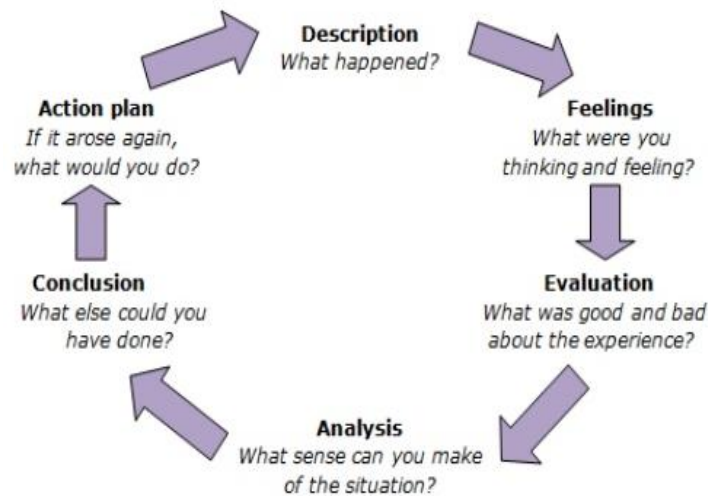 Description
What happened?
Feelings
What were you
thinking and feeling?
Evaluation
What was good and bad
about the experience?
Analysis
What sense can you make
of the situation?
Conclusion
What else could you
have done?
Action plan
If it arose again,
what would you do?